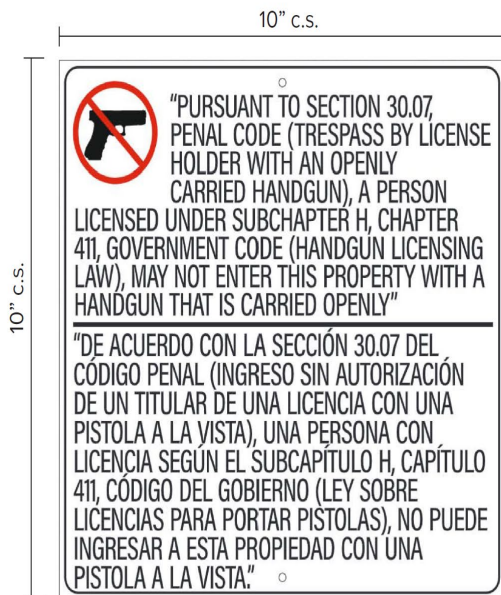 10” c.s.
10” c.s.
“PURSUANT TO SECTION 30.07,
PENAL CODE (TRESPASS BY LICENSE
HOLDER WITH AN OPENLY
CARRIED HANDGUN), A PERSON
LICENSED UNDER SUBCHAPTER H, CHAPTER
411, GOVERNMENT CODE (HANDGUN LICENSING
LAW), MAY NOT ENTER THIS PROPERTY WITH A
HANDGUN THAT IS CARRIED OPENLY”
“DE ACUERDO CON LA SECCIÓN 30.07 DEL
CÓDIGO PENAL (INGRESO SIN AUTORIZACIÓN
DE UN TITULAR DE UNA LICENCIA CON UNA
PISTOLA A LA VISTA), UNA PERSONA CON
LICENCIA SEGÚN EL SUBCAPÍTULO H, CAPÍTULO
411, CÓDIGO DEL GOBIERNO (LEY SOBRE
LICENCIAS PARA PORTAR PISTOLAS), NO PUEDE
INGRESAR A ESTA PROPIEDAD CON UNA
PISTOLA A LA VISTA.”